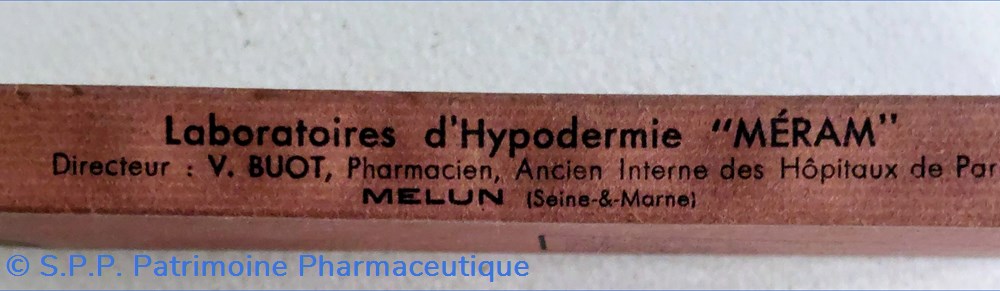 Laboratoires d'Hypodermie "MÉRAM"
Directeur : V. BUOT, Pharmacien, Ancien Interne des Hôpitaux de Par
MELUN (Seine-&-Marne)
© S.P.P. Patrimoine Pharmaceutique